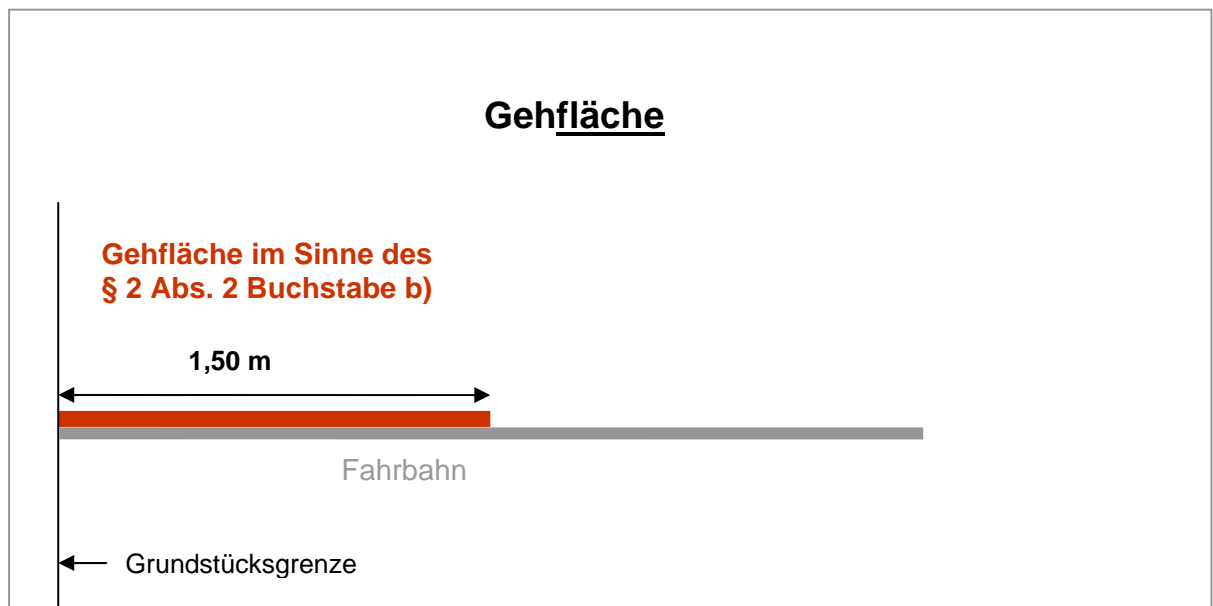 Gehfläche
Gehfläche im Sinne des
§ 2 Abs. 2 Buchstabe b)
1,50 m
Fahrbahn
Grundstücksgrenze